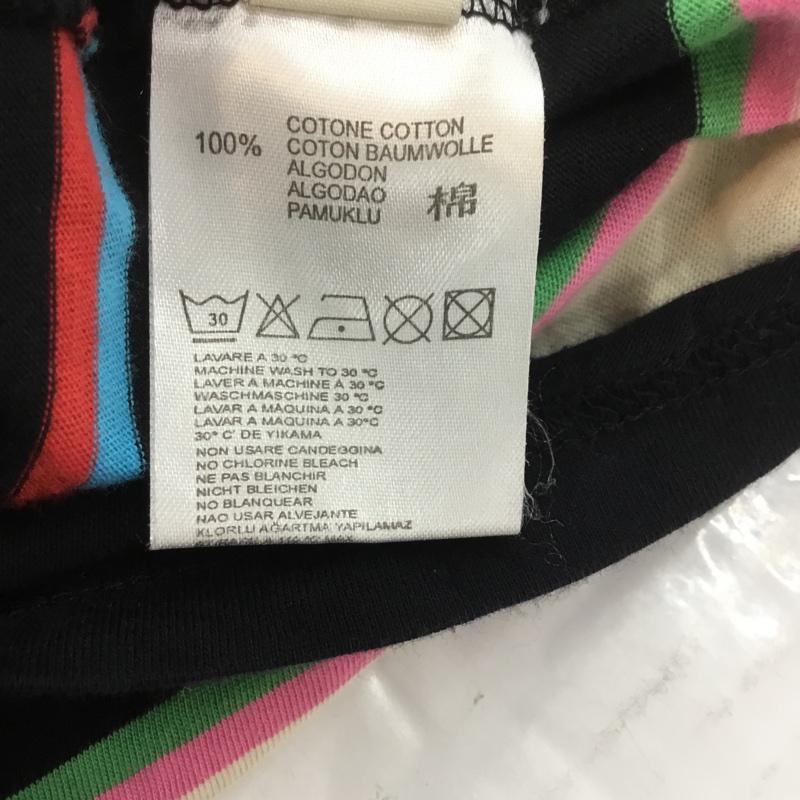 100%
COTONE COTTON
COTON BAUMWOLLE
ALGODON
ALGODAO
PAMUKLU
棉
30
LAVARE A 30 °C
MACHINE WASH TO 30 °C
LAVER A MACHINE À 30 °C
WASCHMASCHINE 30 °C
LAVAR A MAQUINA A 30 °C
LAVAR A MAQUINA A 30°C
30° C' DE YIKAMA
NON USARE CANDEGGINA
NO CHLORINE BLEACH
NE PAS BLANCHIR
NICHT BLEICHEN
NO BLANQUEAR
NAO USAR ALVEJANTE
KLORLU AĞARTMA YAPILAMAZ